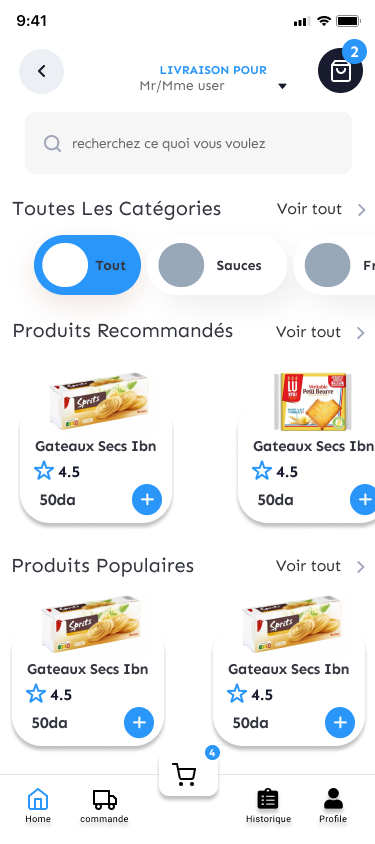 9:41
2
LIVRAISON POUR
Mr/Mme user
recherchez ce quoi vous voulez
Toutes Les Catégories
Voir tout
Tout
Sauces
Fr
Produits Recommandés
Voir tout
Sprits
LU
Véritable
Petit Beurre
Gateaux Secs Ibn
Gateaux Secs Ibn
4.5
4.5
50da
50da
Produits Populaires
Voir tout
Sprits
Sprits
Gateaux Secs Ibn
Gateaux Secs Ibn
4.5
4.5
50da
50da
4
Home
commande
Historique
Profile